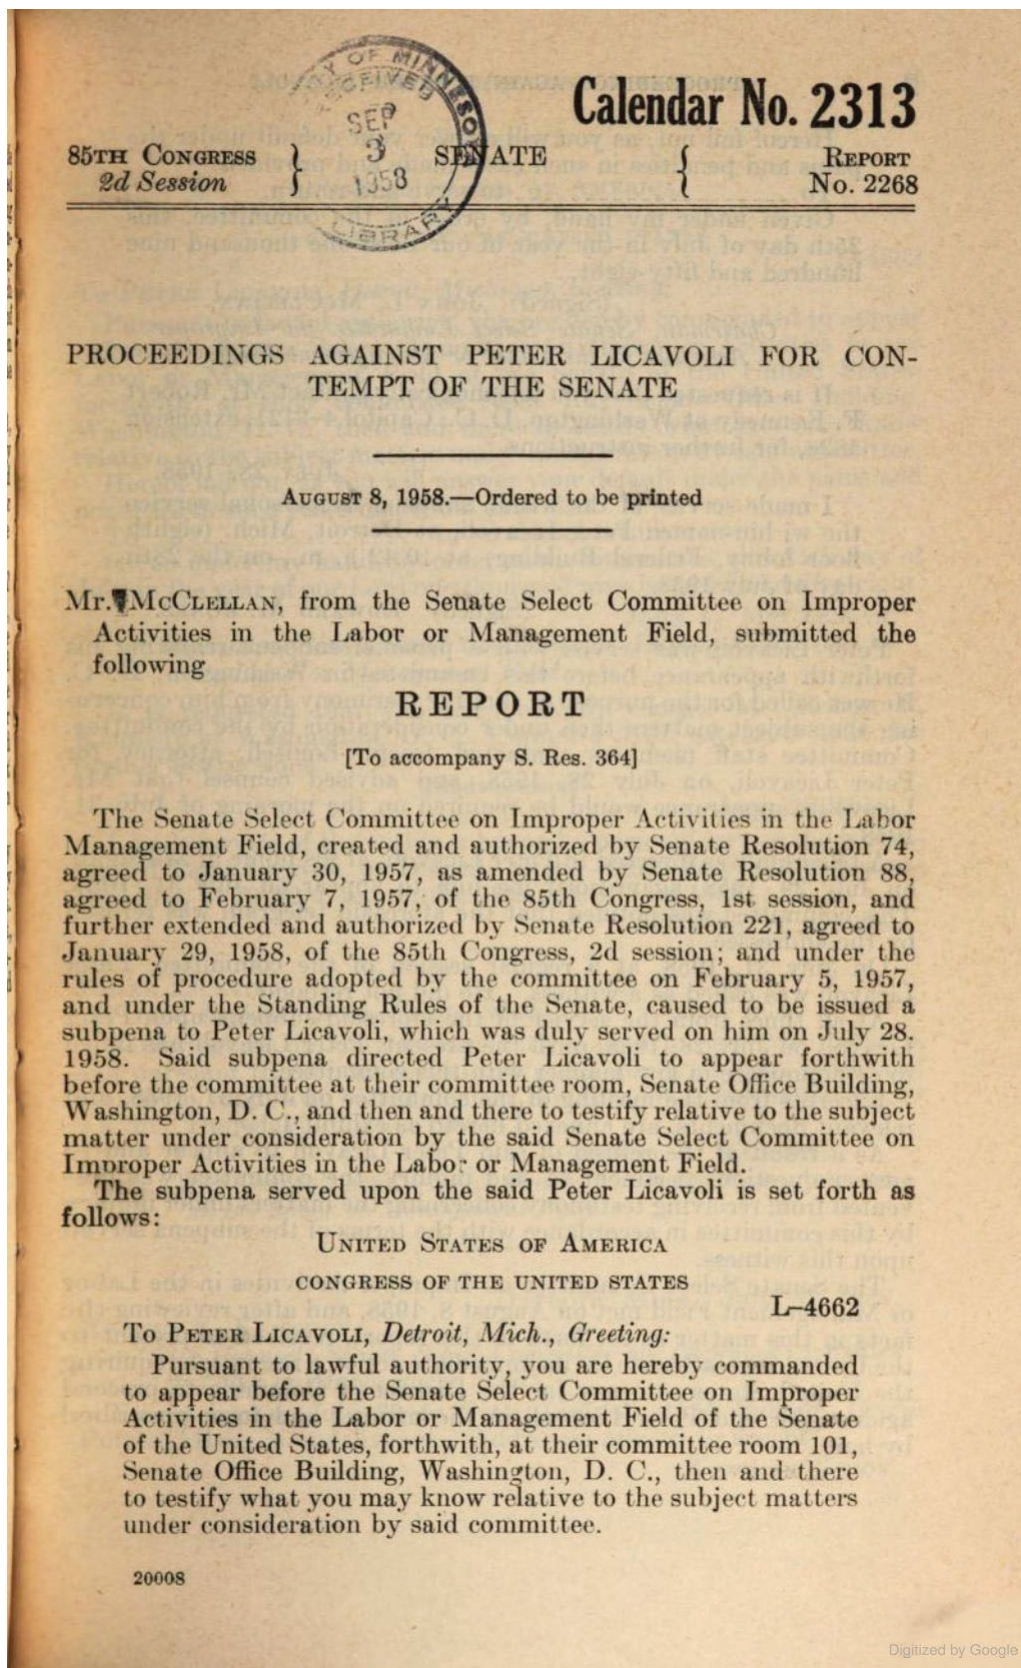 Calendar No. 2313
85TH CONGRESS } SENATE { REPORT
2d Session No. 2268
OF MINNESO
RECEIVED
SEP
3
1958
LIBRARY
PROCEEDINGS AGAINST PETER LICAVOLI FOR CON-
TEMPT OF THE SENATE
AUGUST 8, 1958.—Ordered to be printed
Mr. MCCLELLAN, from the Senate Select Committee on Improper
Activities in the Labor or Management Field, submitted the
following
REPORT
[To accompany S. Res. 364]
The Senate Select Committee on Improper Activities in the Labor
Management Field, created and authorized by Senate Resolution 74,
agreed to January 30, 1957, as amended by Senate Resolution 88,
agreed to February 7, 1957, of the 85th Congress, 1st session, and
further extended and authorized by Senate Resolution 221, agreed to
January 29, 1958, of the 85th Congress, 2d session; and under the
rules of procedure adopted by the committee on February 5, 1957,
and under the Standing Rules of the Senate, caused to be issued a
subpena to Peter Licavoli, which was duly served on him on July 28.
1958. Said subpena directed Peter Licavoli to appear forthwith
before the committee at their committee room, Senate Office Building,
Washington, D. C., and then and there to testify relative to the subject
matter under consideration by the said Senate Select Committee on
Improper Activities in the Labor or Management Field.
The subpena served upon the said Peter Licavoli is set forth as
follows:
UNITED STATES OF AMERICA
CONGRESS OF THE UNITED STATES
L-4662
To PETER LICAVOLI, Detroit, Mich., Greeting:
Pursuant to lawful authority, you are hereby commanded
to appear before the Senate Select Committee on Improper
Activities in the Labor or Management Field of the Senate
of the United States, forthwith, at their committee room 101,
Senate Office Building, Washington, D. C., then and there
to testify what you may know relative to the subject matters
under consideration by said committee.
20008
Digitized by Google